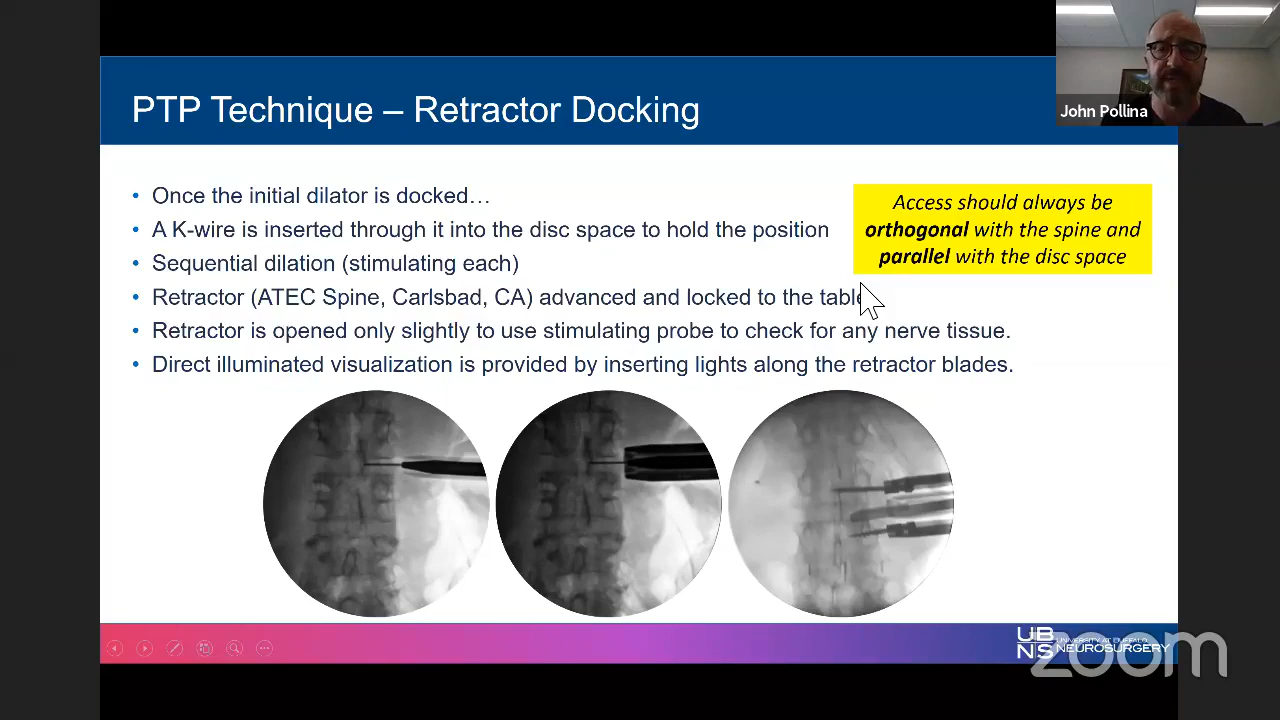 John Pollina
PTP Technique – Retractor Docking
• Once the initial dilator is docked…
• A K-wire is inserted through it into the disc space to hold the position
• Sequential dilation (stimulating each)
• Retractor (ATEC Spine, Carlsbad, CA) advanced and locked to the table
• Retractor is opened only slightly to use stimulating probe to check for any nerve tissue.
• Direct illuminated visualization is provided by inserting lights along the retractor blades.
Access should always be
orthogonal with the spine and
parallel with the disc space
UB
NS
UNIVERSITY AT BUFFALO
NEUROSURGERY
zoom